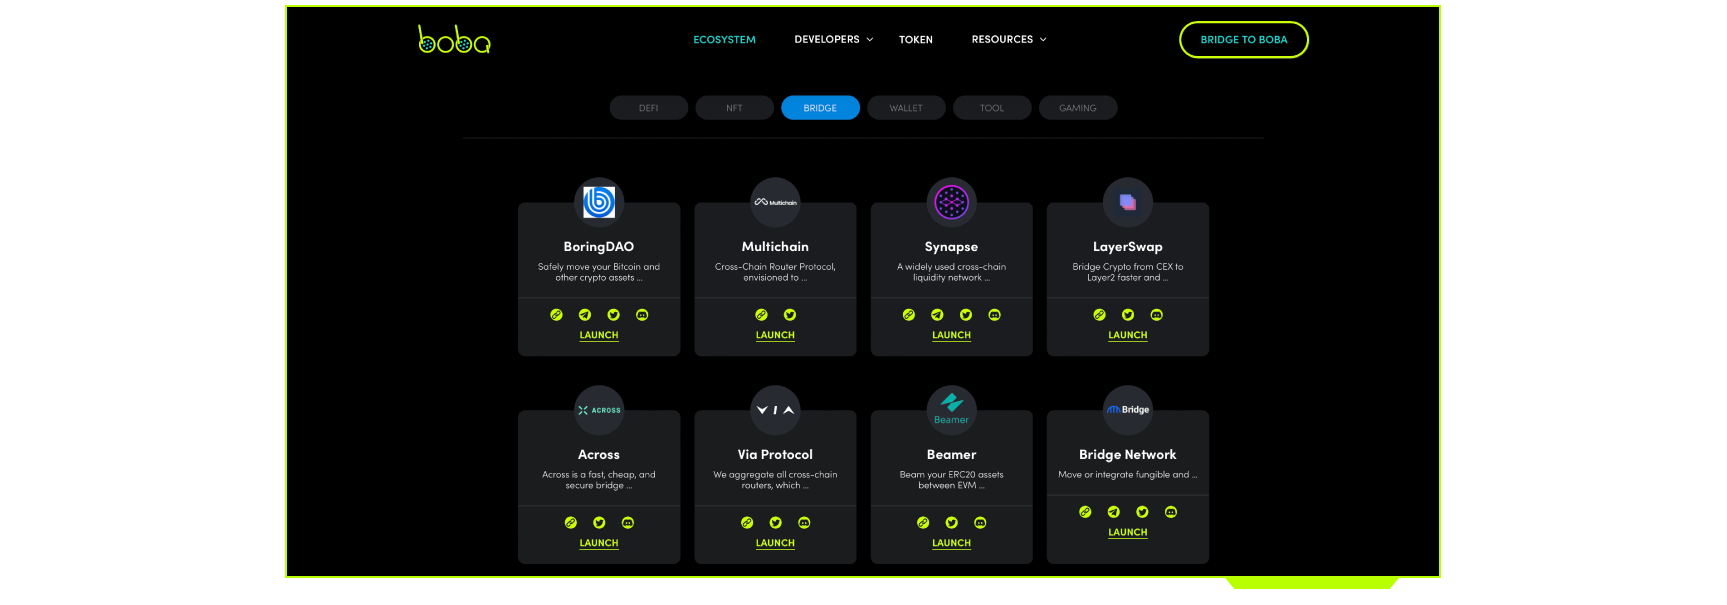 boba
ECOSYSTEM DEVELOPERS TOKEN RESOURCES BRIDGE TO BOBA
DEFI NFT BRIDGE WALLET TOOL GAMING
Multichain
BoringDAO Multichain Synapse LayerSwap
Safely move your Bitcoin and Cross-Chain Router Protocol, A widely used cross-chain Bridge Crypto from CEX to
other crypto assets ... envisioned to ... liquidity network ... Layer2 faster and ...
LAUNCH LAUNCH LAUNCH LAUNCH
ACROSS VIA Beamer Bridge
Across Via Protocol Beamer Bridge Network
Across is a fast, cheap, and We aggregate all cross-chain Beam your ERC20 assets Move or integrate fungible and ...
secure bridge ... routers, which ... between EVM ...
LAUNCH LAUNCH LAUNCH LAUNCH